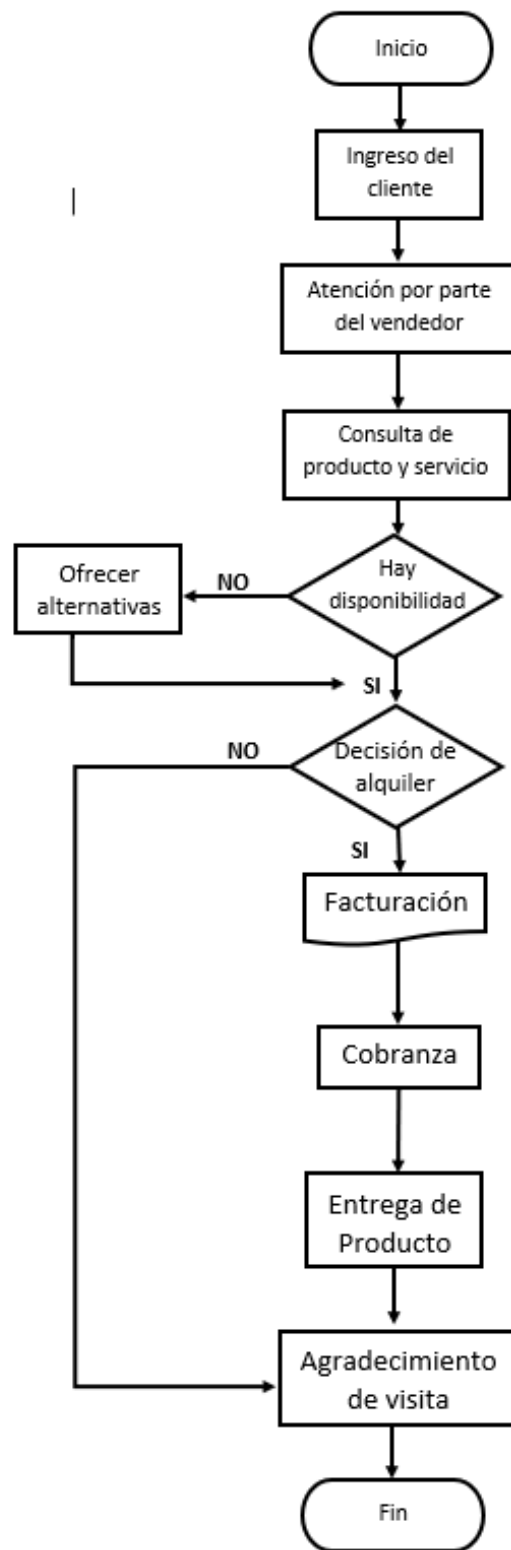 Inicio
Ingreso del
cliente
Atención por parte
del vendedor
Consulta de
producto y servicio
Hay
disponibilidad
NO
Ofrecer
alternativas
SI
Decisión de
alquiler
NO
SI
Facturación
Cobranza
Entrega de
Producto
Agradecimiento
de visita
Fin